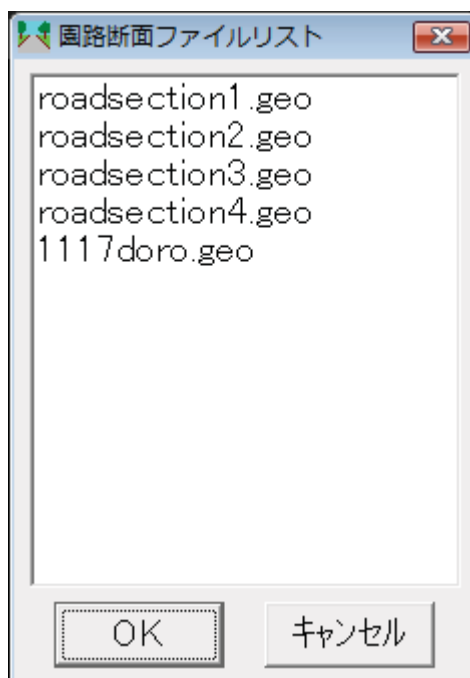 園路断面ファイルリスト
roadsection1.geo
roadsection2.geo
roadsection3.geo
roadsection4.geo
1117doro.geo
OK
キャンセル